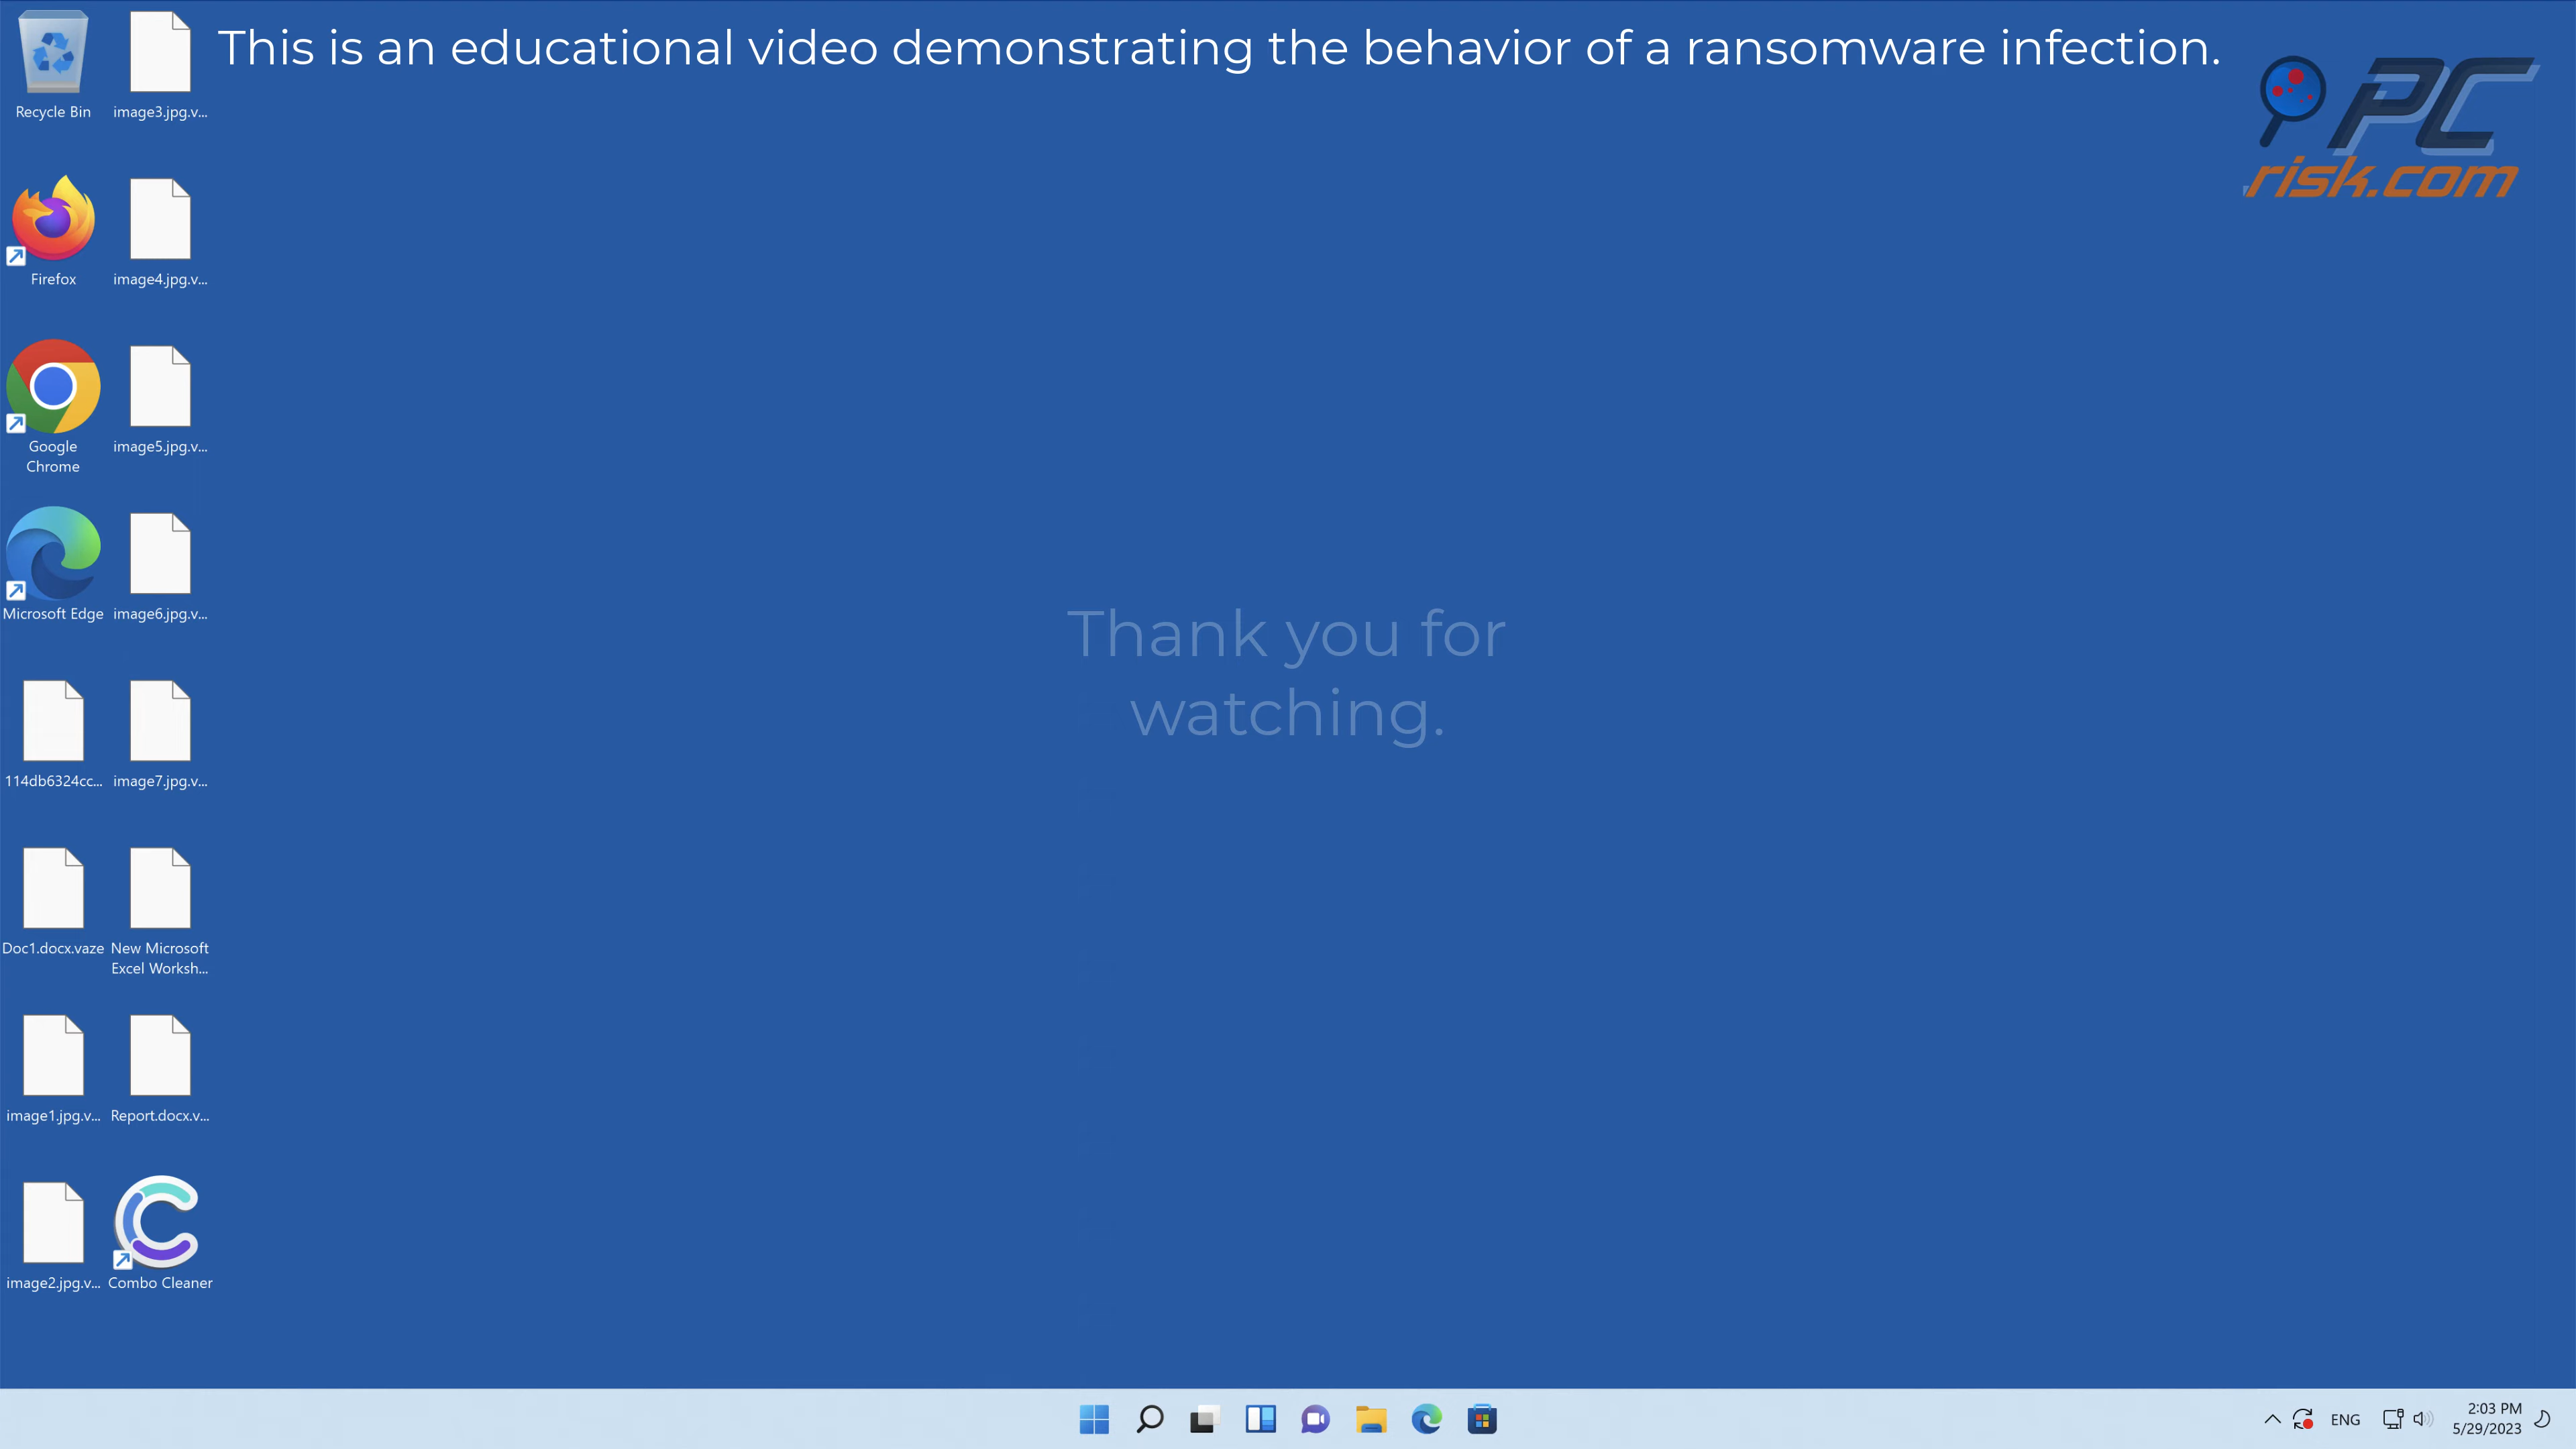 This is an educational video demonstrating the behavior of a ransomware infection.
PC
risk.com
Recycle Bin
image3.jpg.v...
Firefox
image4.jpg.v...
Google
Chrome
image5.jpg.v...
Microsoft Edge
image6.jpg.v...
Thank you for
watching.
114db6324cc...
image7.jpg.v...
Doc1.docx.vaze
New Microsoft
Excel Worksh...
image1.jpg.v...
Report.docx.v...
image2.jpg.v...
Combo Cleaner
ENG
2:03 PM
5/29/2023